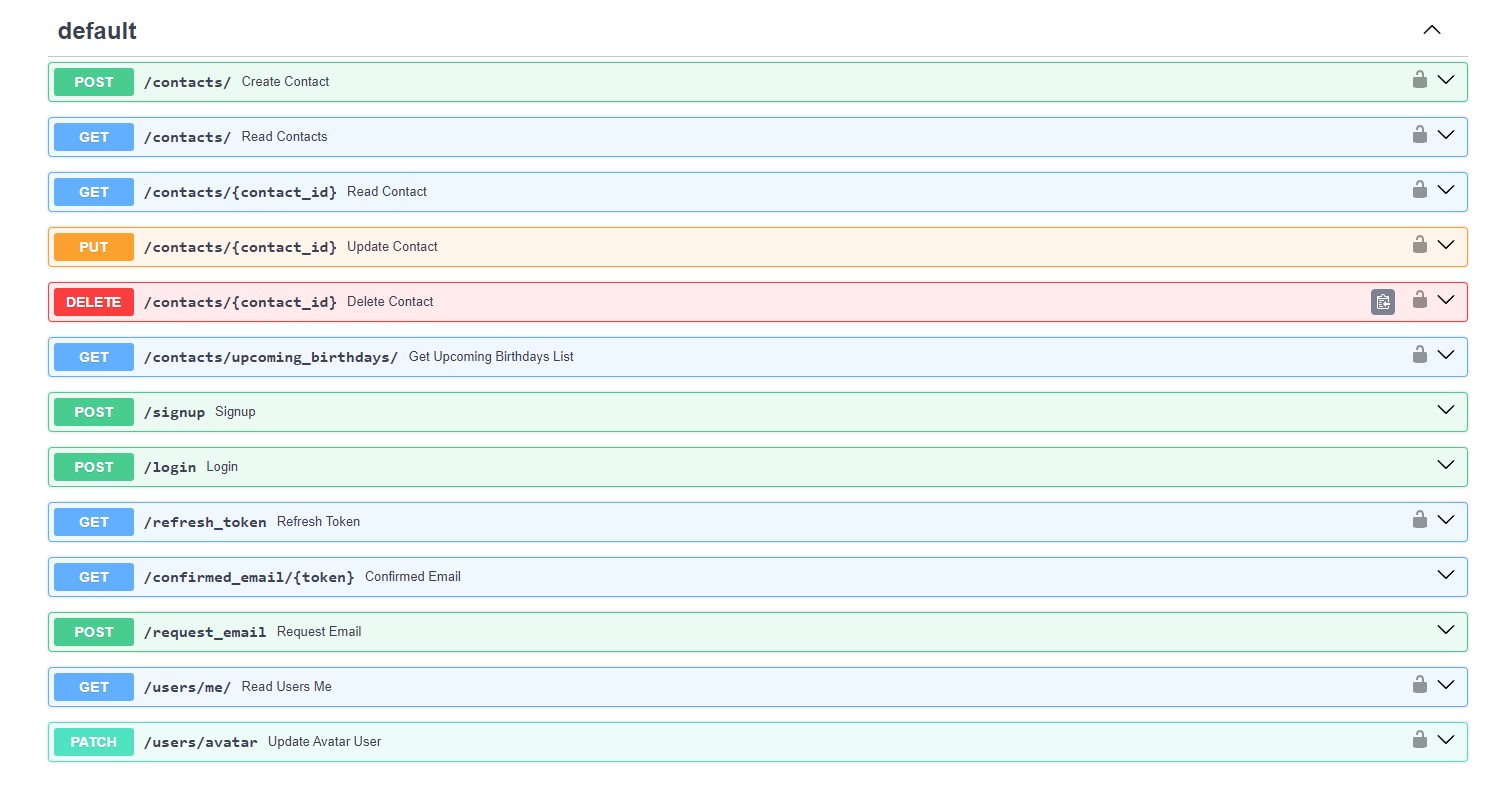 default
POST /contacts/ Create Contact
GET /contacts/ Read Contacts
GET /contacts/{contact_id} Read Contact
PUT /contacts/{contact_id} Update Contact
DELETE /contacts/{contact_id} Delete Contact
GET /contacts/upcoming_birthdays/ Get Upcoming Birthdays List
POST /signup Signup
POST /login Login
GET /refresh_token Refresh Token
GET /confirmed_email/{token} Confirmed Email
POST /request_email Request Email
GET /users/me/ Read Users Me
PATCH /users/avatar Update Avatar User